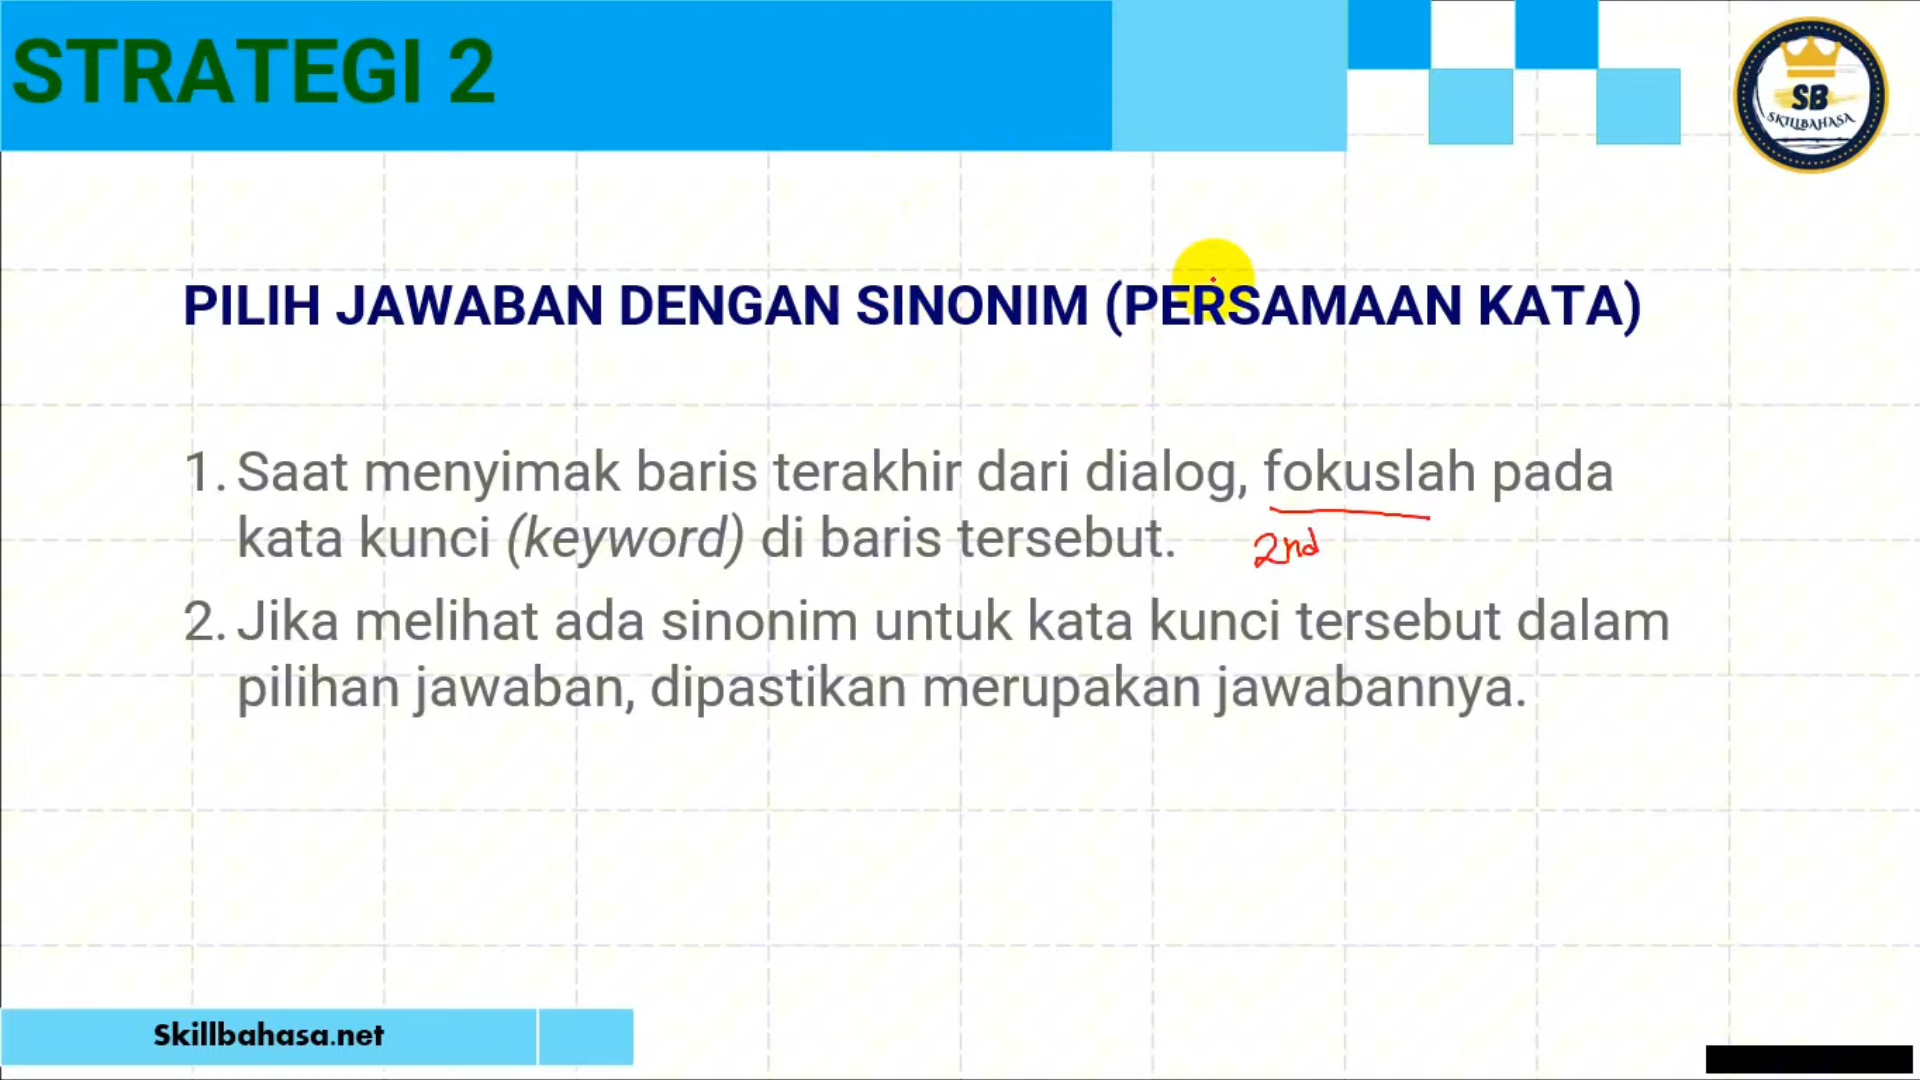 STRATEGI 2
SB
SKILLBAHASA
PILIH JAWABAN DENGAN SINONIM (PERSAMAAN KATA)
1. Saat menyimak baris terakhir dari dialog, fokuslah pada
kata kunci (keyword) di baris tersebut.
2nd
2. Jika melihat ada sinonim untuk kata kunci tersebut dalam
pilihan jawaban, dipastikan merupakan jawabannya.
Skillbahasa.net